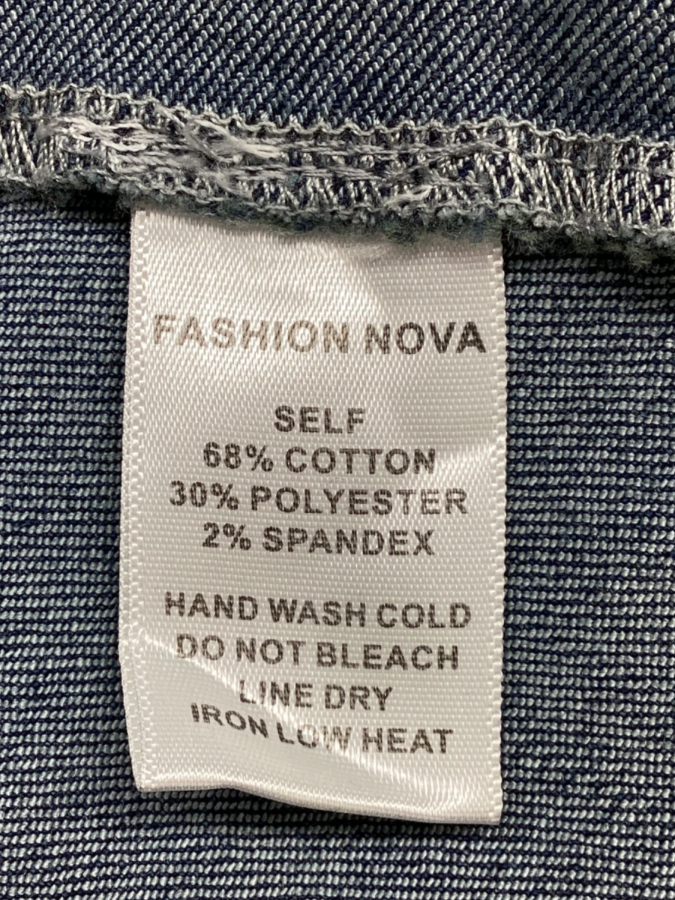 FASHION NOVA
SELF
68% COTTON
30% POLYESTER
2% SPANDEX
HAND WASH COLD
DO NOT BLEACH
LINE DRY
IRON LOW HEAT